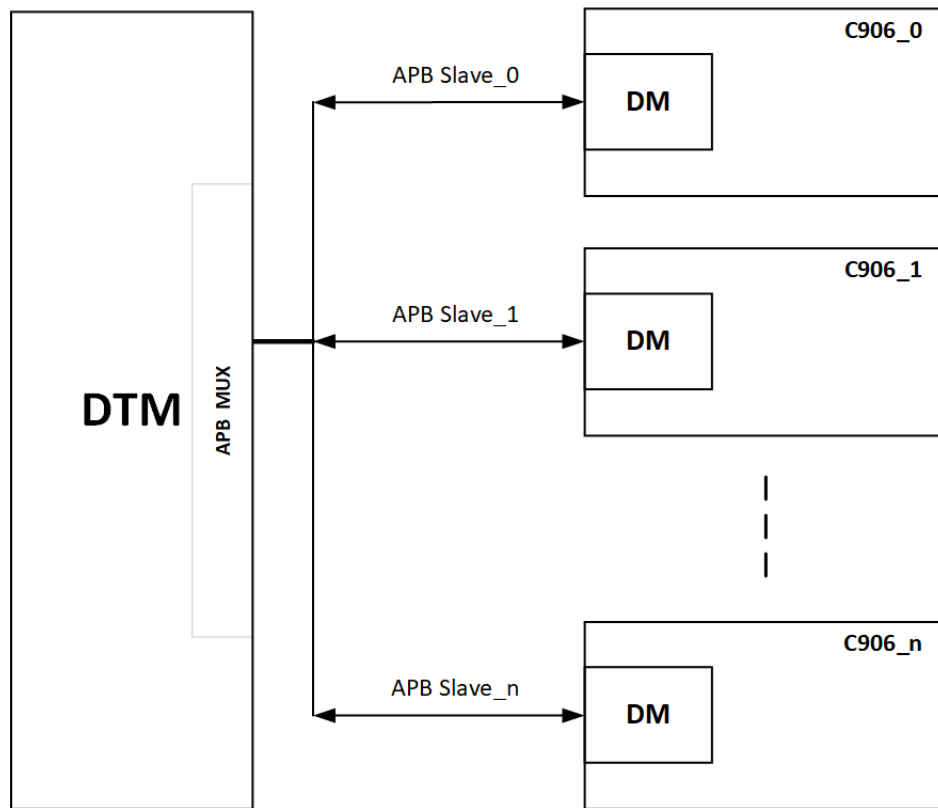 C906_0
APB Slave_0
DM
C906_1
APB Slave_1
DM
DTM
APB MUX
C906_n
APB Slave_n
DM